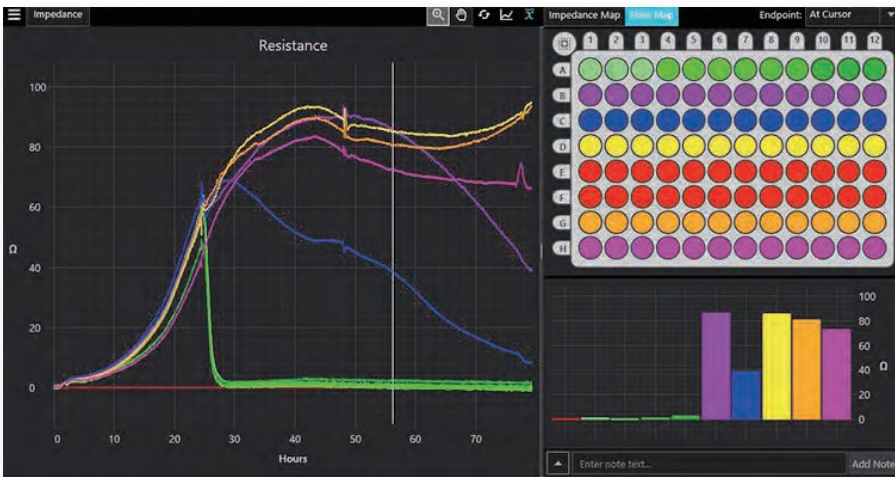 Impedance
Impedance Map Plate Map Endpoint: At Cursor
Resistance
100
80
60
40
20
0
Ω
0 10 20 30 40 50 60 70
Hours
1 2 3 4 5 6 7 8 9 10 11 12
A
B
C
D
E
F
G
H
100
80
60
40
20
0
Ω
Enter note text... Add Note